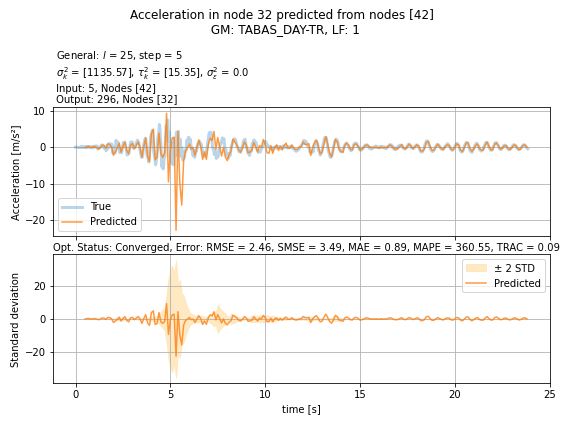 Acceleration in node 32 predicted from nodes [42]
GM: TABAS_DAY-TR, LF: 1
General: l = 25, step = 5
σ²ₖ = [1135.57], τ²ₖ = [15.35], σ²ε = 0.0
Input: 5, Nodes [42]
Output: 296, Nodes [32]
Acceleration [m/s²]
10
0
−10
−20
True
Predicted
Opt. Status: Converged, Error: RMSE = 2.46, SMSE = 3.49, MAE = 0.89, MAPE = 360.55, TRAC = 0.09
Standard deviation
20
0
−20
± 2 STD
Predicted
0 5 10 15 20 25
time [s]